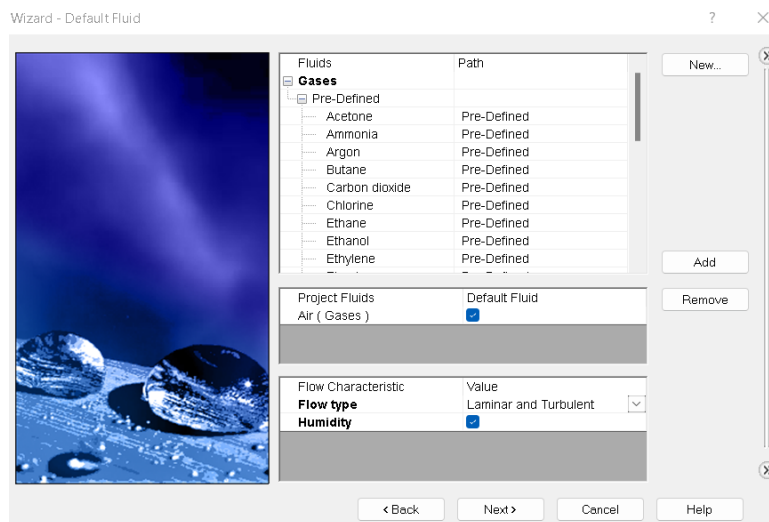 Wizard - Default Fluid ?
Fluids Path
Gases
Pre-Defined
Acetone Pre-Defined
Ammonia Pre-Defined
Argon Pre-Defined
Butane Pre-Defined
Carbon dioxide Pre-Defined
Chlorine Pre-Defined
Ethane Pre-Defined
Ethanol Pre-Defined
Ethylene Pre-Defined
New...
Add
Project Fluids Default Fluid
Air ( Gases )
Remove
Flow Characteristic Value
Flow type Laminar and Turbulent
Humidity
< Back Next > Cancel Help